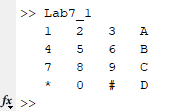 >> Lab7_1
1 2 3 A
4 5 6 B
7 8 9 C
* 0 # D
fx >>